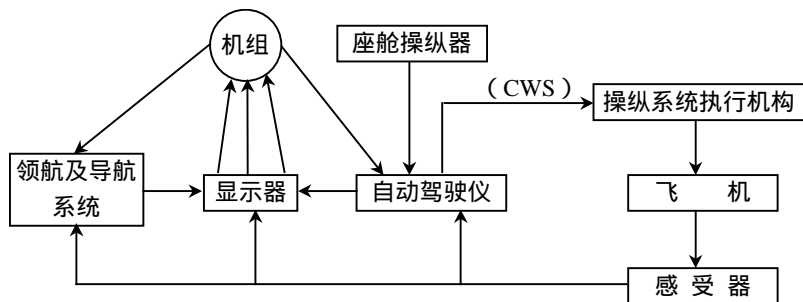 机组
座舱操纵器
（CWS）
操纵系统执行机构
领航及导航
系统
显示器
自动驾驶仪
飞 机
感 受 器